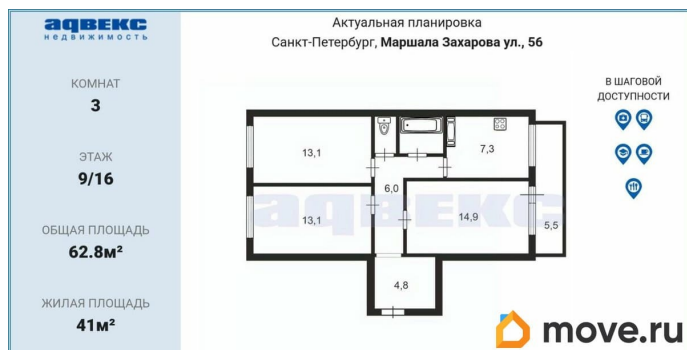 адвекс
недвижимость
КОМНАТ
3
ЭТАЖ
9/16
ОБЩАЯ ПЛОЩАДЬ
62.8м²
ЖИЛАЯ ПЛОЩАДЬ
41м²
Актуальная планировка
Санкт-Петербург, Маршала Захарова ул., 56
13,1
7,3
6,0
13,1
14,9
5,5
4,8
адвекс
В ШАГОВОЙ
ДОСТУПНОСТИ
move.ru